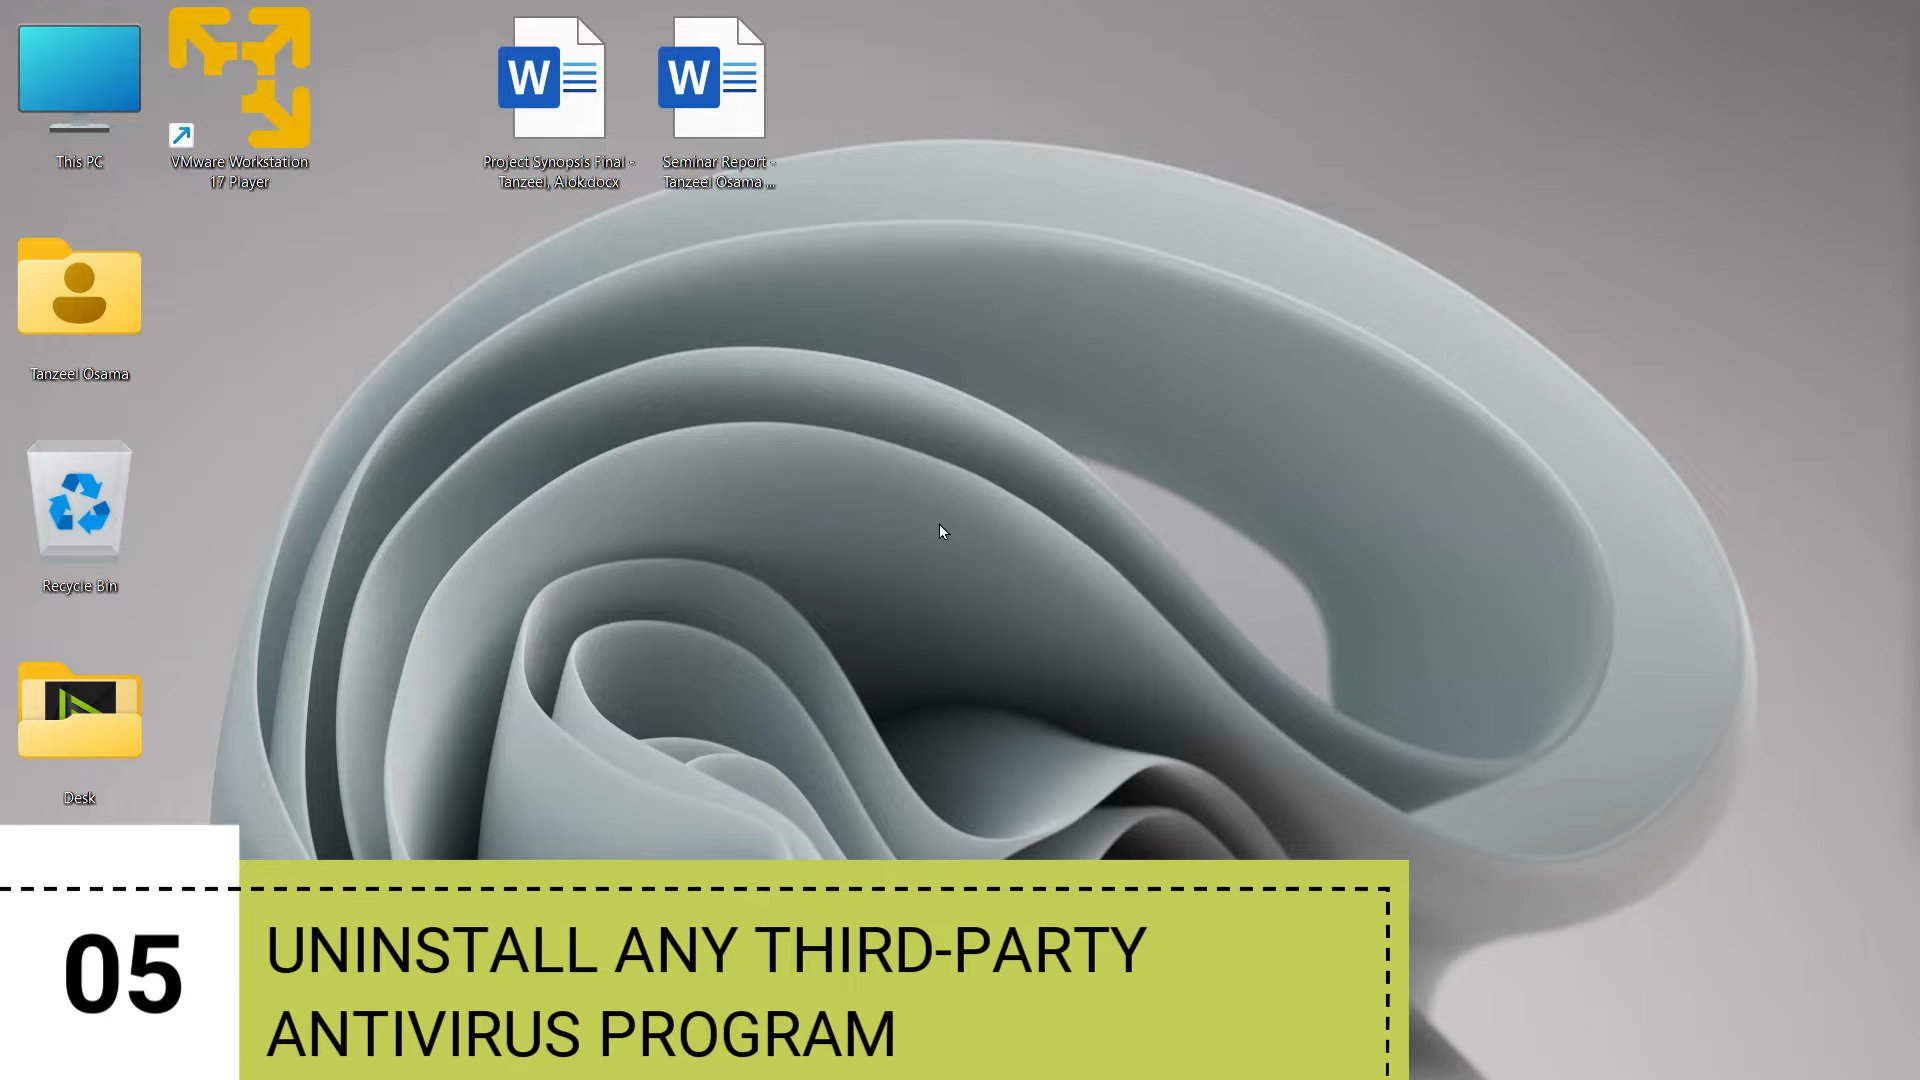 This PC
VMware Workstation
17 Player
W
Project Synopsis Final -
Tanzeel, Alok.docx
W
Seminar Report -
Tanzeel Osama ...
Tanzeel Osama
Recycle Bin
Desk
05
UNINSTALL ANY THIRD-PARTY
ANTIVIRUS PROGRAM